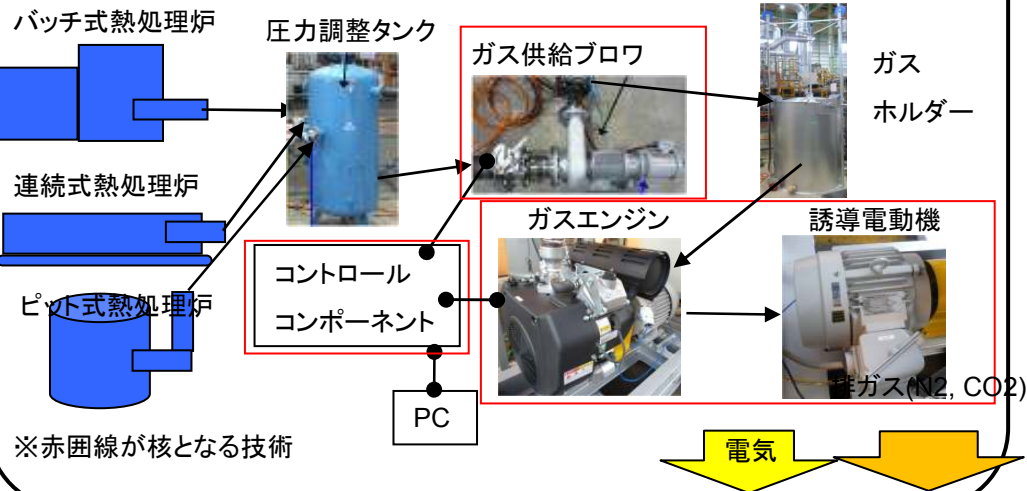 バッチ式熱処理炉
圧力調整タンク
ガス供給ブロワ
ガス
ホルダー
連続式熱処理炉
ガスエンジン
誘導電動機
コントロール
コンポーネント
ピット式熱処理炉
排ガス(N2, CO2)
PC
※赤囲線が核となる技術
電気